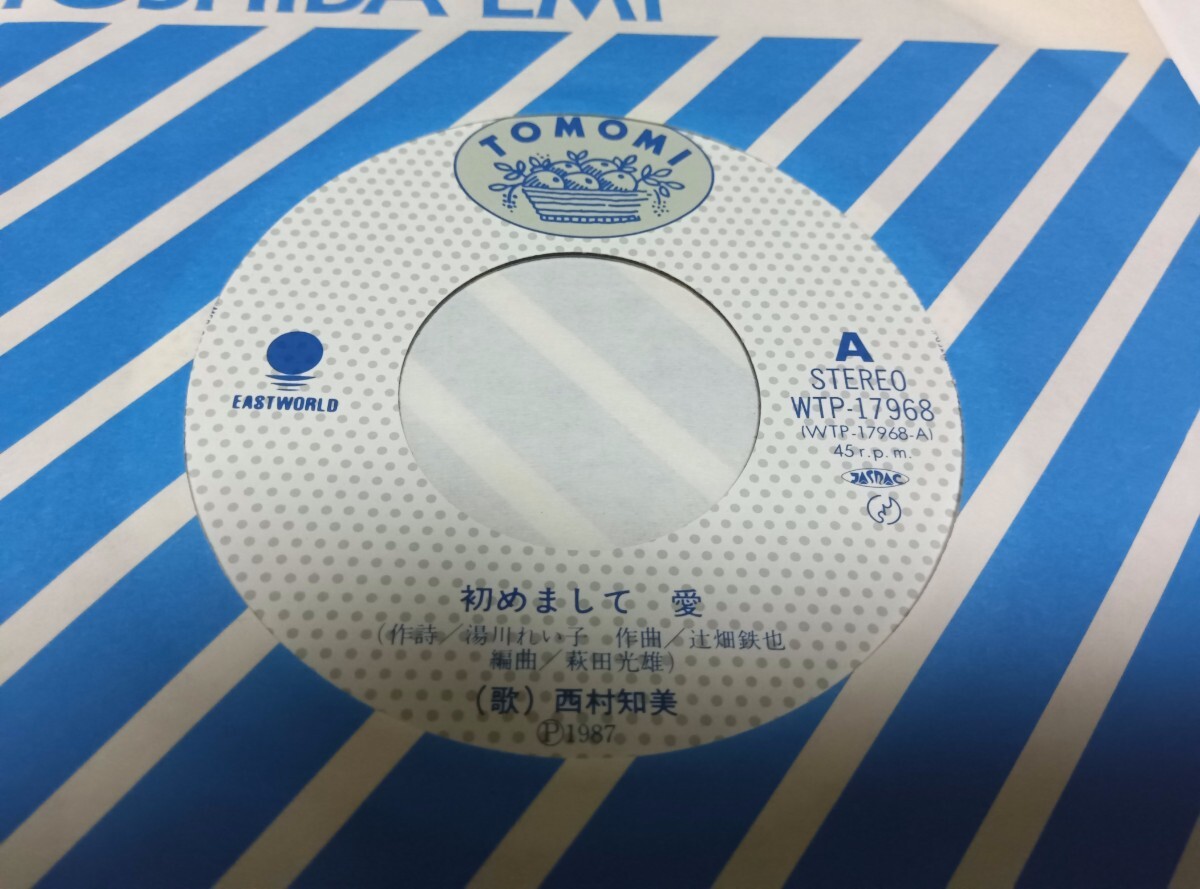 TOSHIBA EMI
TOMOMI
EASTWORLD
A
STEREO
WTP-17968
(WTP-17968-A)
45 r.p.m.
JASRAC
初めまして 愛
(作詩/湯川れい子 作曲/辻畑鉄也
編曲/萩田光雄)
(歌) 西村知美
Ⓟ1987